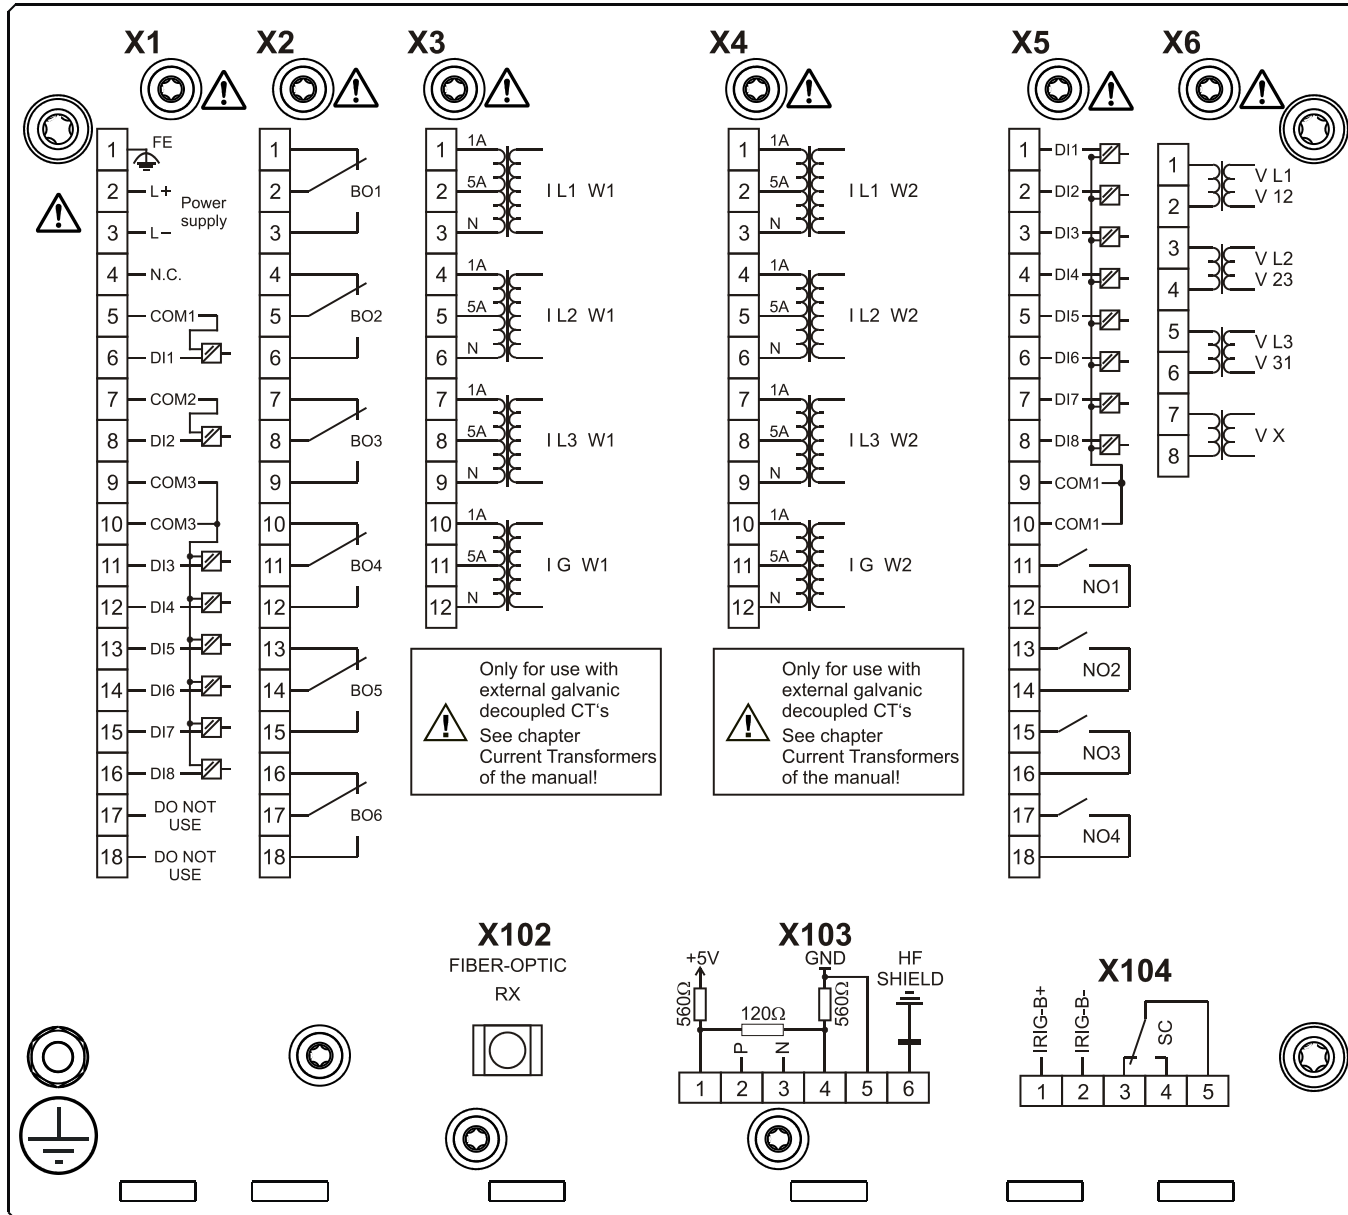 X1 X2 X3 X4 X5 X6
1 FE
2 L+ Power
supply
3 L–
4 N.C.
5 COM1
6 DI1
7 COM2
8 DI2
9 COM3
10 COM3
11 DI3
12 DI4
13 DI5
14 DI6
15 DI7
16 DI8
17 DO NOT
USE
18 DO NOT
USE
1
2 BO1
3
4
5 BO2
6
7
8 BO3
9
10
11 BO4
12
13
14 BO5
15
16
17 BO6
18
1 1A
2 5A I L1 W1
3 N
4 1A
5 5A I L2 W1
6 N
7 1A
8 5A I L3 W1
9 N
10 1A
11 5A I G W1
12 N
Only for use with
external galvanic
decoupled CT's
See chapter
Current Transformers
of the manual!
1 1A
2 5A I L1 W2
3 N
4 1A
5 5A I L2 W2
6 N
7 1A
8 5A I L3 W2
9 N
10 1A
11 5A I G W2
12 N
Only for use with
external galvanic
decoupled CT's
See chapter
Current Transformers
of the manual!
1 DI1
2 DI2
3 DI3
4 DI4
5 DI5
6 DI6
7 DI7
8 DI8
9 COM1
10 COM1
11
NO1
12
13
NO2
14
15
NO3
16
17
NO4
18
1 V L1
2 V 12
3 V L2
4 V 23
5 V L3
6 V 31
7
V X
8
X102
FIBER-OPTIC
RX
X103
+5V GND HF
SHIELD
560Ω 120Ω 560Ω
P N
1 2 3 4 5 6
X104
IRIG-B+ IRIG-B- SC
1 2 3 4 5